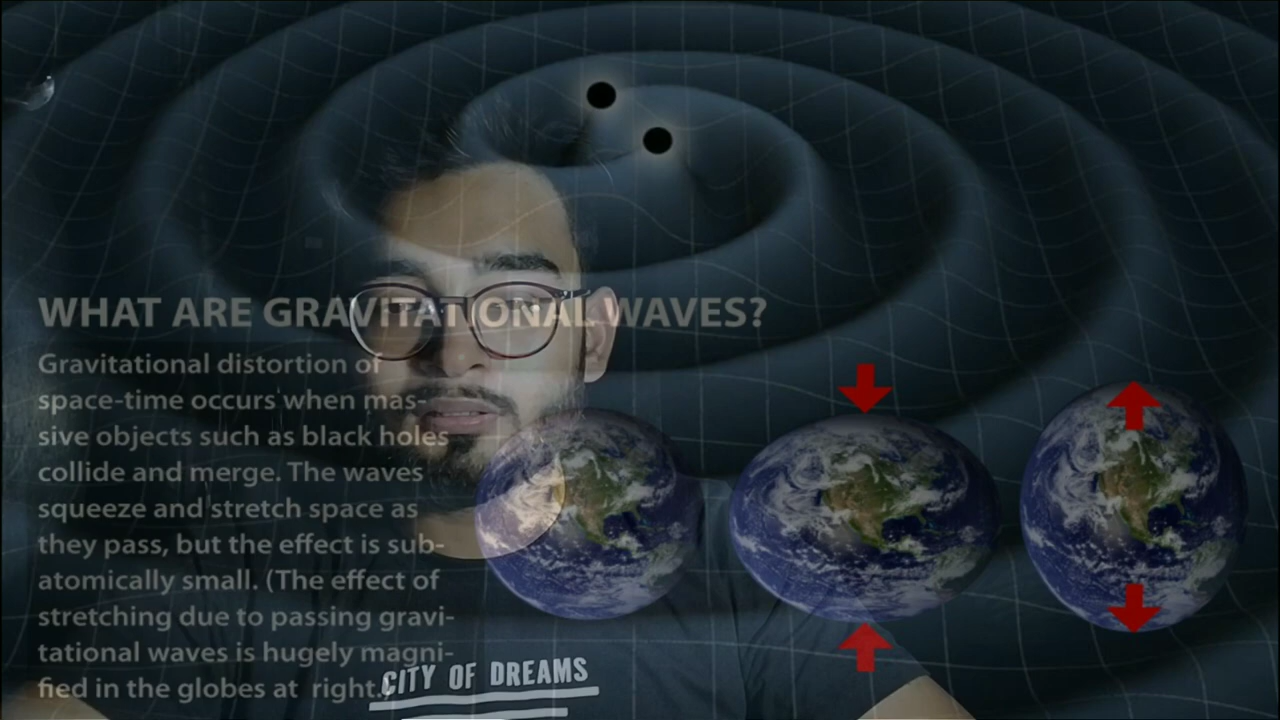 WHAT ARE GRAVITATIONAL WAVES?
Gravitational distortion of
space-time occurs when mas-
sive objects such as black holes
collide and merge. The waves
squeeze and stretch space as
they pass, but the effect is sub-
atomically small. (The effect of
stretching due to passing gravi-
tational waves is hugely magni-
fied in the globes at right.)
CITY OF DREAMS